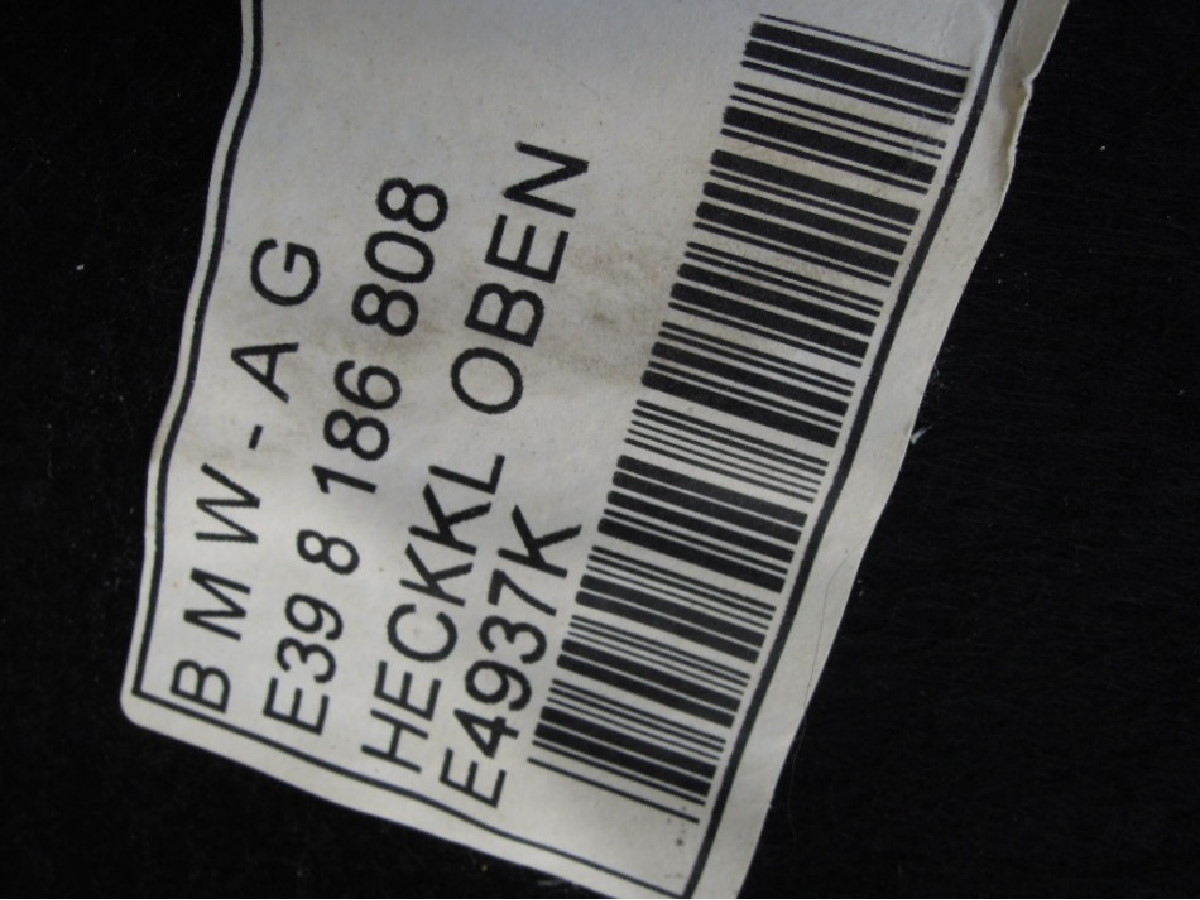 BMW-AG
E39 8 186 808
HECKKL OBEN
E4937K